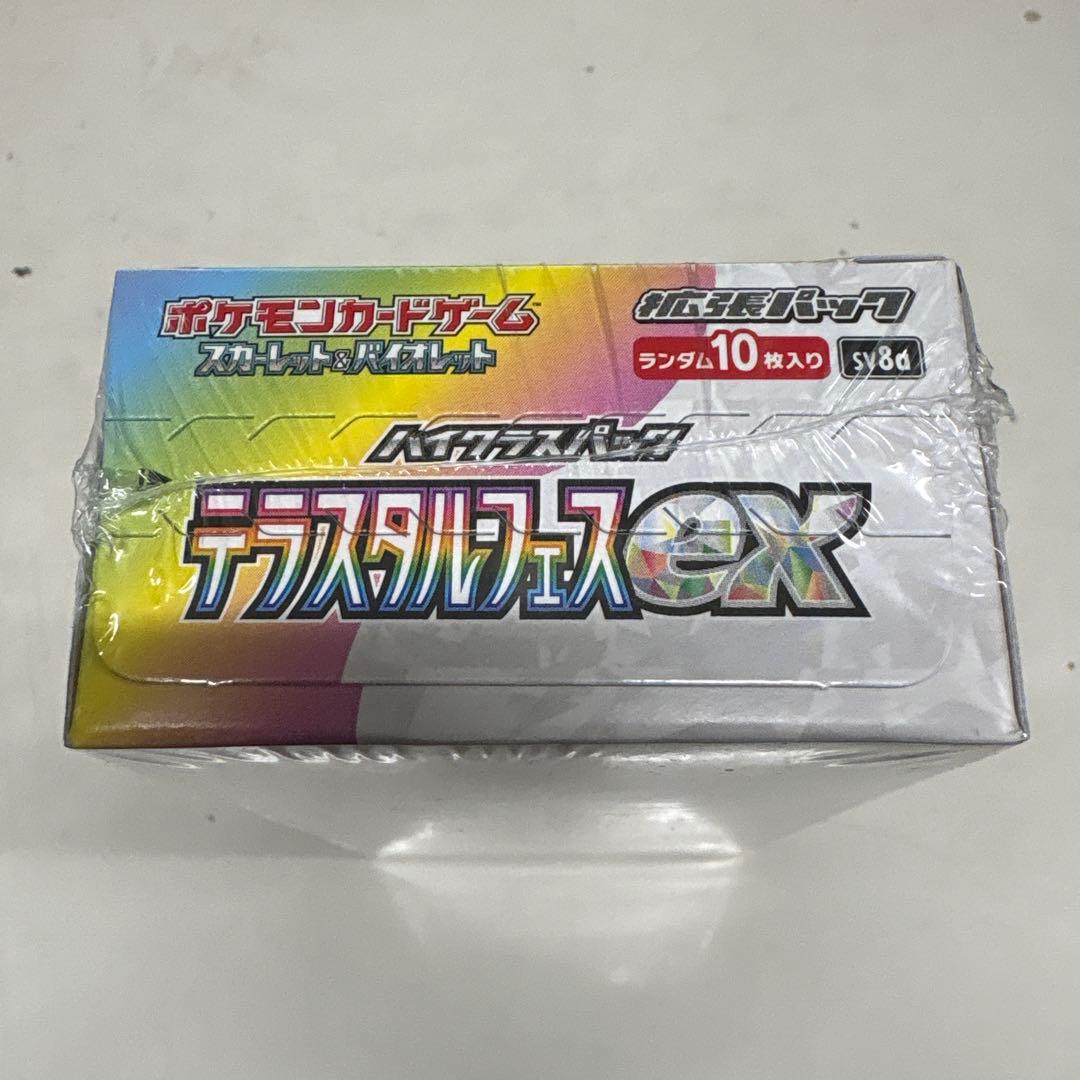 ポケモンカードゲーム™
スカーレット&バイオレット
拡張パック
ランダム10枚入り
sv8a
ハイクラスパック
テラスタルフェスex